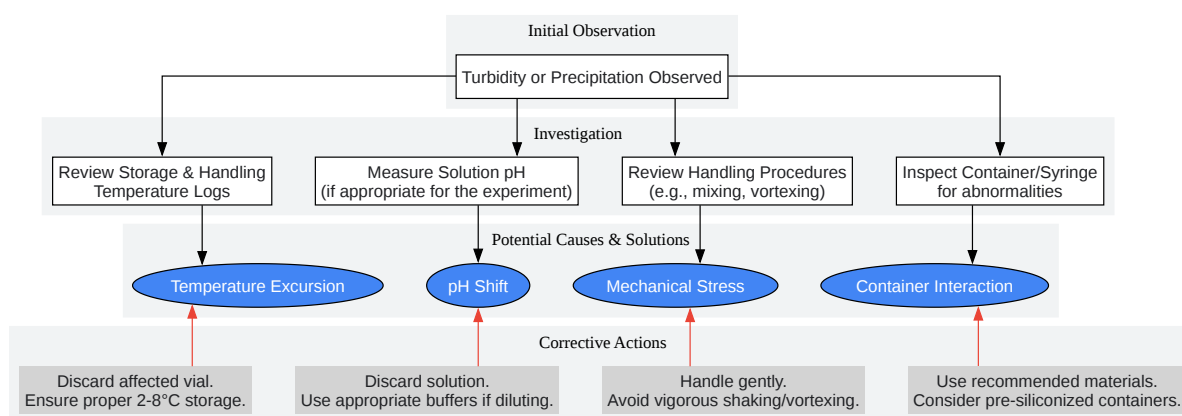 Initial Observation
Turbidity or Precipitation Observed
Investigation
Review Storage & Handling
Temperature Logs
Measure Solution pH
(if appropriate for the experiment)
Review Handling Procedures
(e.g., mixing, vortexing)
Inspect Container/Syringe
for abnormalities
Potential Causes & Solutions
Temperature Excursion
pH Shift
Mechanical Stress
Container Interaction
Corrective Actions
Discard affected vial.
Ensure proper 2-8°C storage.
Discard solution.
Use appropriate buffers if diluting.
Handle gently.
Avoid vigorous shaking/vortexing.
Use recommended materials.
Consider pre-siliconized containers.